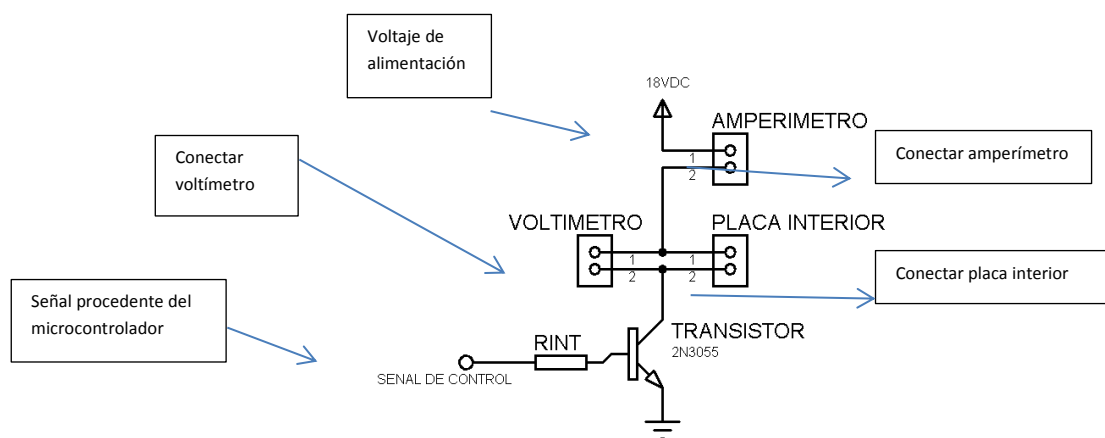 Voltaje de
alimentación
18VDC
AMPERIMETRO
1
2
Conectar amperímetro
Conectar
voltímetro
VOLTIMETRO
PLACA INTERIOR
1
2
1
2
Conectar placa interior
Señal procedente del
microcontrolador
RINT
TRANSISTOR
2N3055
SENAL DE CONTROL